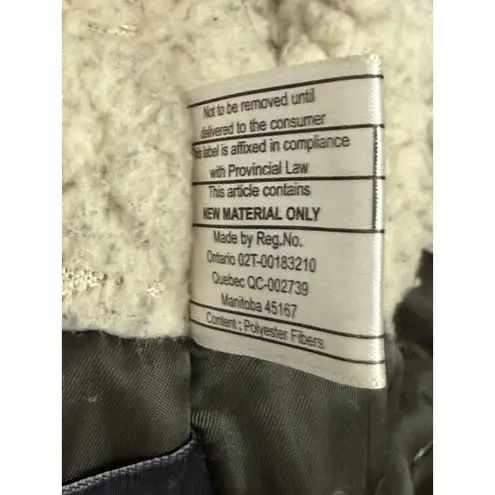 Not to be removed until
delivered to the consumer
This label is affixed in compliance
with Provincial Law
This article contains
NEW MATERIAL ONLY
Made by Reg.No.
Ontario 02T-00183210
Quebec QC-002739
Manitoba 45167
Content : Polyester Fibers